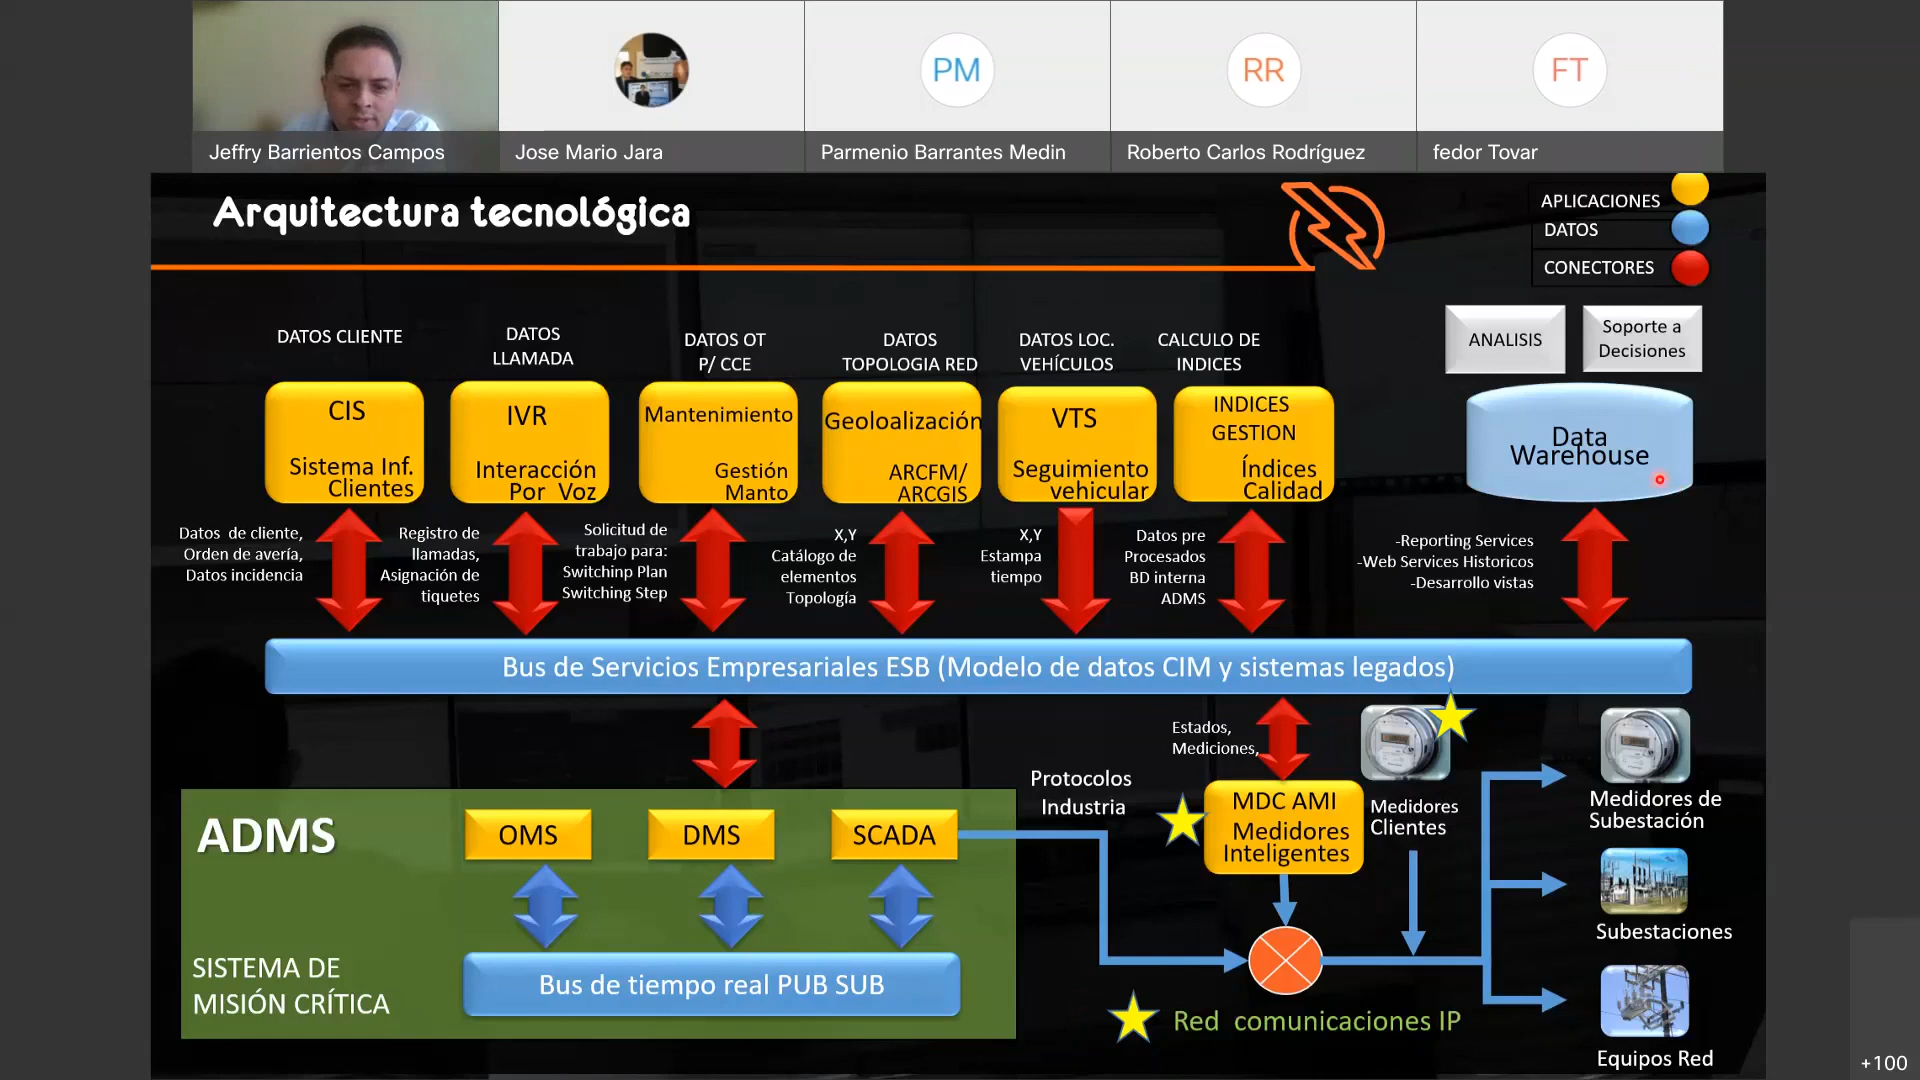 PM
RR
FT
Jeffry Barrientos Campos
Jose Mario Jara
Parmenio Barrantes Medin
Roberto Carlos Rodríguez
fedor Tovar
Arquitectura tecnológica
APLICACIONES
DATOS
CONECTORES
DATOS CLIENTE
DATOS
LLAMADA
DATOS OT
P/ CCE
DATOS
TOPOLOGIA RED
DATOS LOC.
VEHÍCULOS
CALCULO DE
INDICES
ANALISIS
Soporte a
Decisiones
CIS
Sistema Inf.
Clientes
IVR
Interacción
Por Voz
Mantenimiento
Gestión
Manto
Geoloalización
ARCFM/
ARCGIS
VTS
Seguimiento
vehicular
INDICES
GESTION
Índices
Calidad
Data
Warehouse
Datos de cliente,
Orden de avería,
Datos incidencia
Registro de
llamadas,
Asignación de
tiquetes
Solicitud de
trabajo para:
Switchinp Plan
Switching Step
X,Y
Catálogo de
elementos
Topología
X,Y
Estampa
tiempo
Datos pre
Procesados
BD interna
ADMS
-Reporting Services
-Web Services Historicos
-Desarrollo vistas
Bus de Servicios Empresariales ESB (Modelo de datos CIM y sistemas legados)
Estados,
Mediciones,
Protocolos
Industria
MDC AMI
Medidores
Inteligentes
Medidores
Clientes
Medidores de
Subestación
Subestaciones
Equipos Red
ADMS
OMS
DMS
SCADA
SISTEMA DE
MISIÓN CRÍTICA
Bus de tiempo real PUB SUB
Red comunicaciones IP
+100